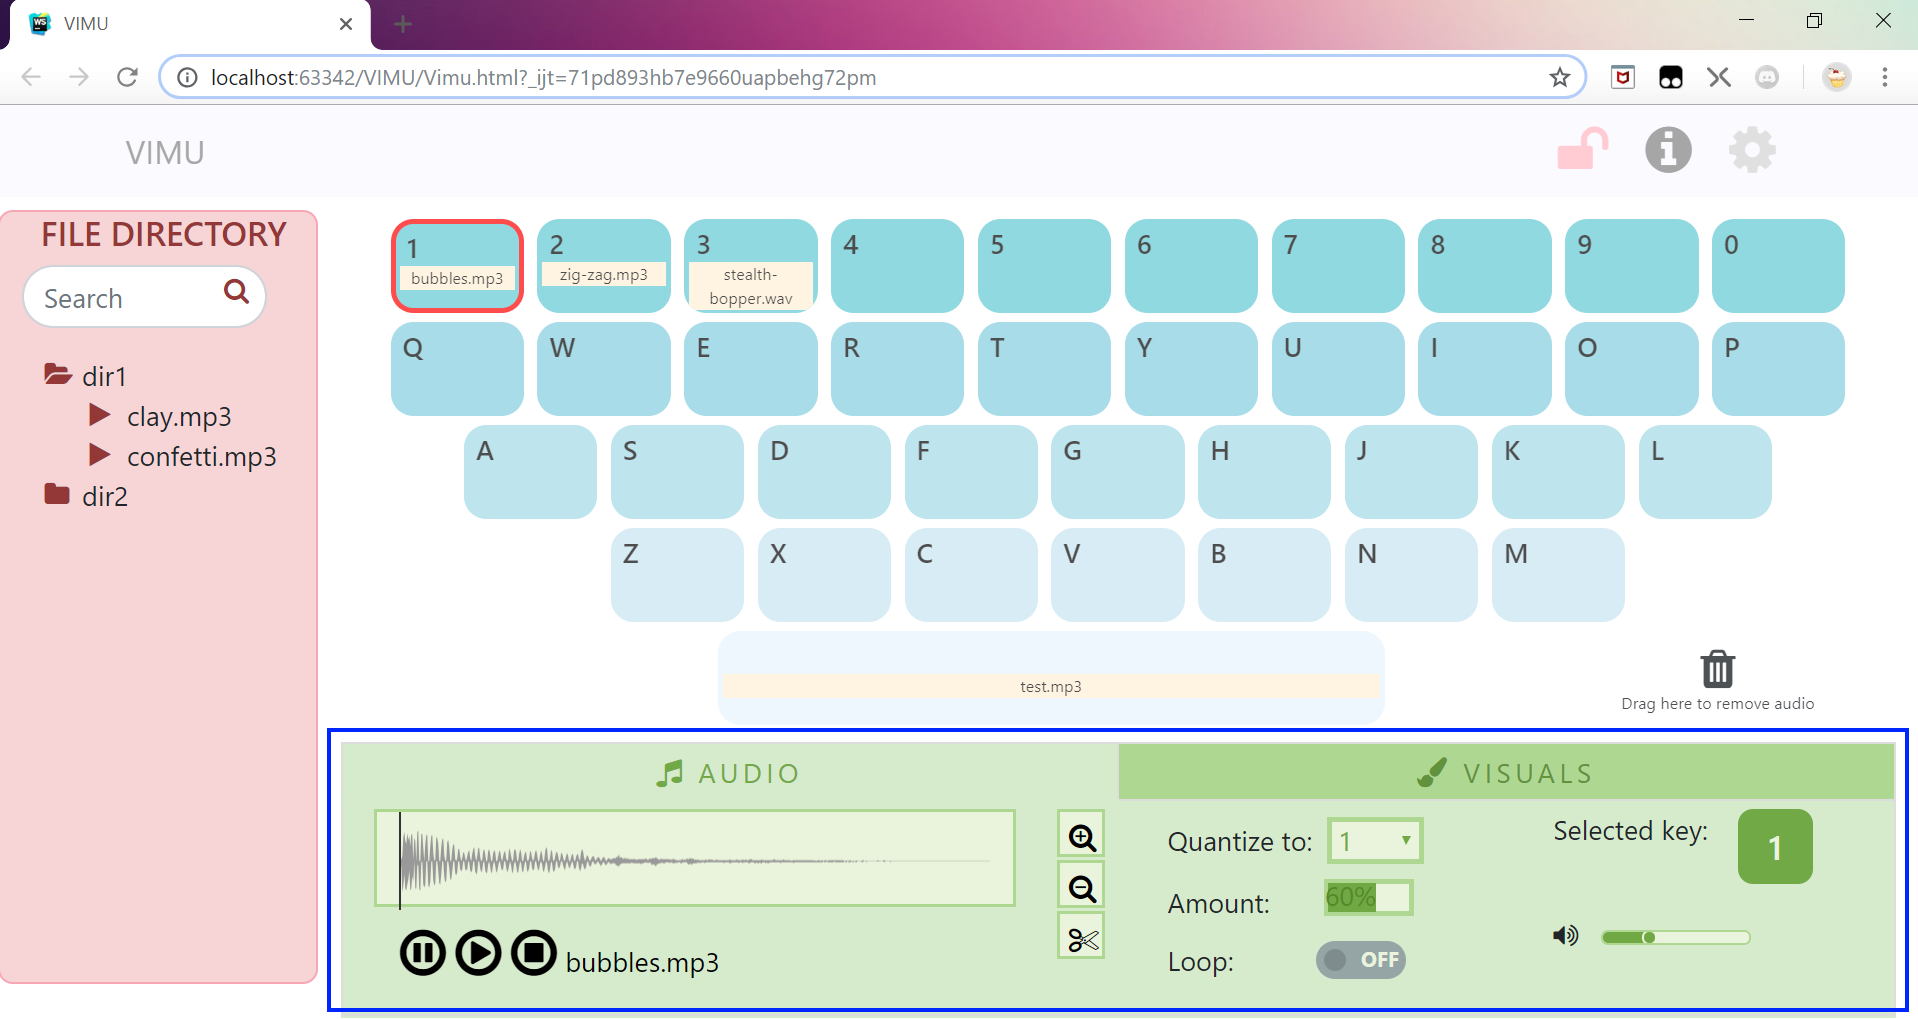 VIMU
localhost:63342/VIMU/Vimu.html?_ijt=71pd893hb7e9660uapbehg72pm
VIMU
FILE DIRECTORY
Search
dir1
clay.mp3
confetti.mp3
dir2
1
bubbles.mp3
2
zig-zag.mp3
3
stealth-
bopper.wav
4
5
6
7
8
9
0
Q
W
E
R
T
Y
U
I
O
P
A
S
D
F
G
H
J
K
L
Z
X
C
V
B
N
M
test.mp3
Drag here to remove audio
AUDIO
VISUALS
bubbles.mp3
Quantize to: 1
Amount: 60%
Loop: OFF
Selected key: 1